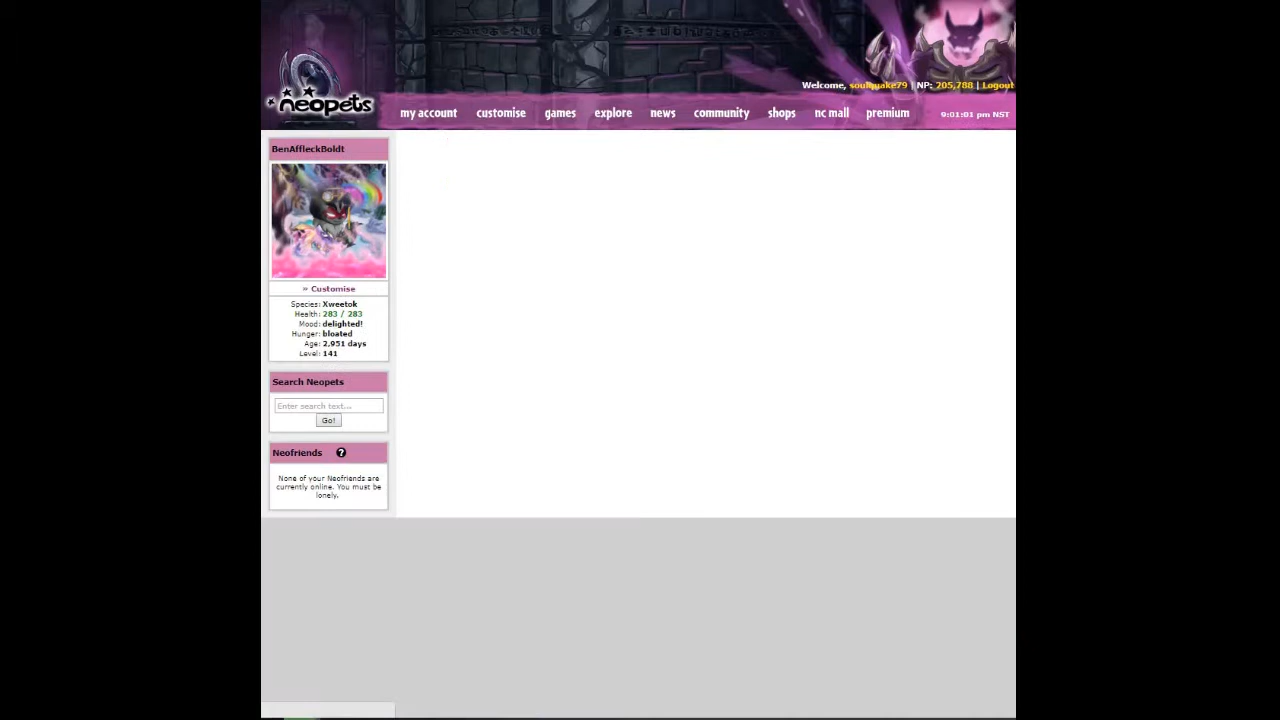 Welcome, soulquake79 | NP: 205,788 | Logout
neopets
my account customise games explore news community shops nc mall premium 9:01:01 pm NST
BenAffleckBoldt
» Customise
Species: Xweetok
Health: 283 / 283
Mood: delighted!
Hunger: bloated
Age: 2,951 days
Level: 141
Search Neopets
Enter search text...
Go!
Neofriends ?
None of your Neofriends are
currently online. You must be
lonely.